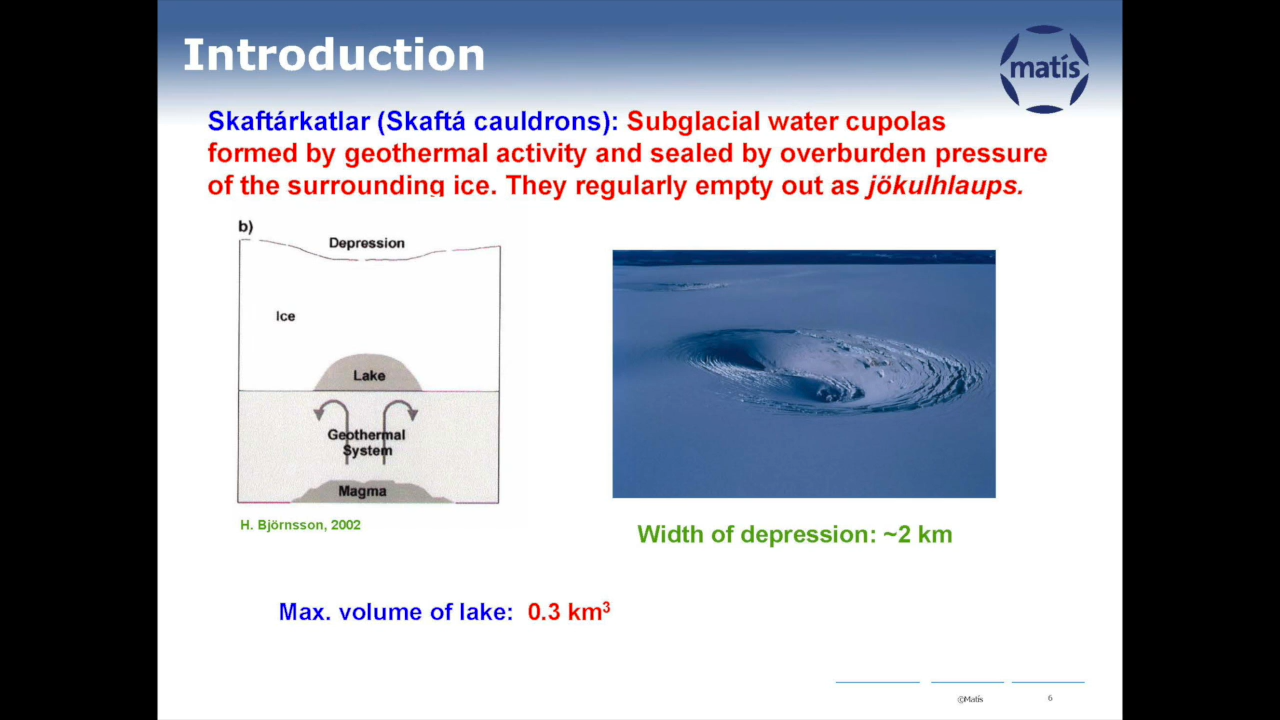 Introduction
matís
Skaftárkatlar (Skaftá cauldrons): Subglacial water cupolas
formed by geothermal activity and sealed by overburden pressure
of the surrounding ice. They regularly empty out as jökulhlaups.
b)
Depression
Ice
Lake
Geothermal
System
Magma
H. Björnsson, 2002
Width of depression: ~2 km
Max. volume of lake: 0.3 km³
©Matís
6